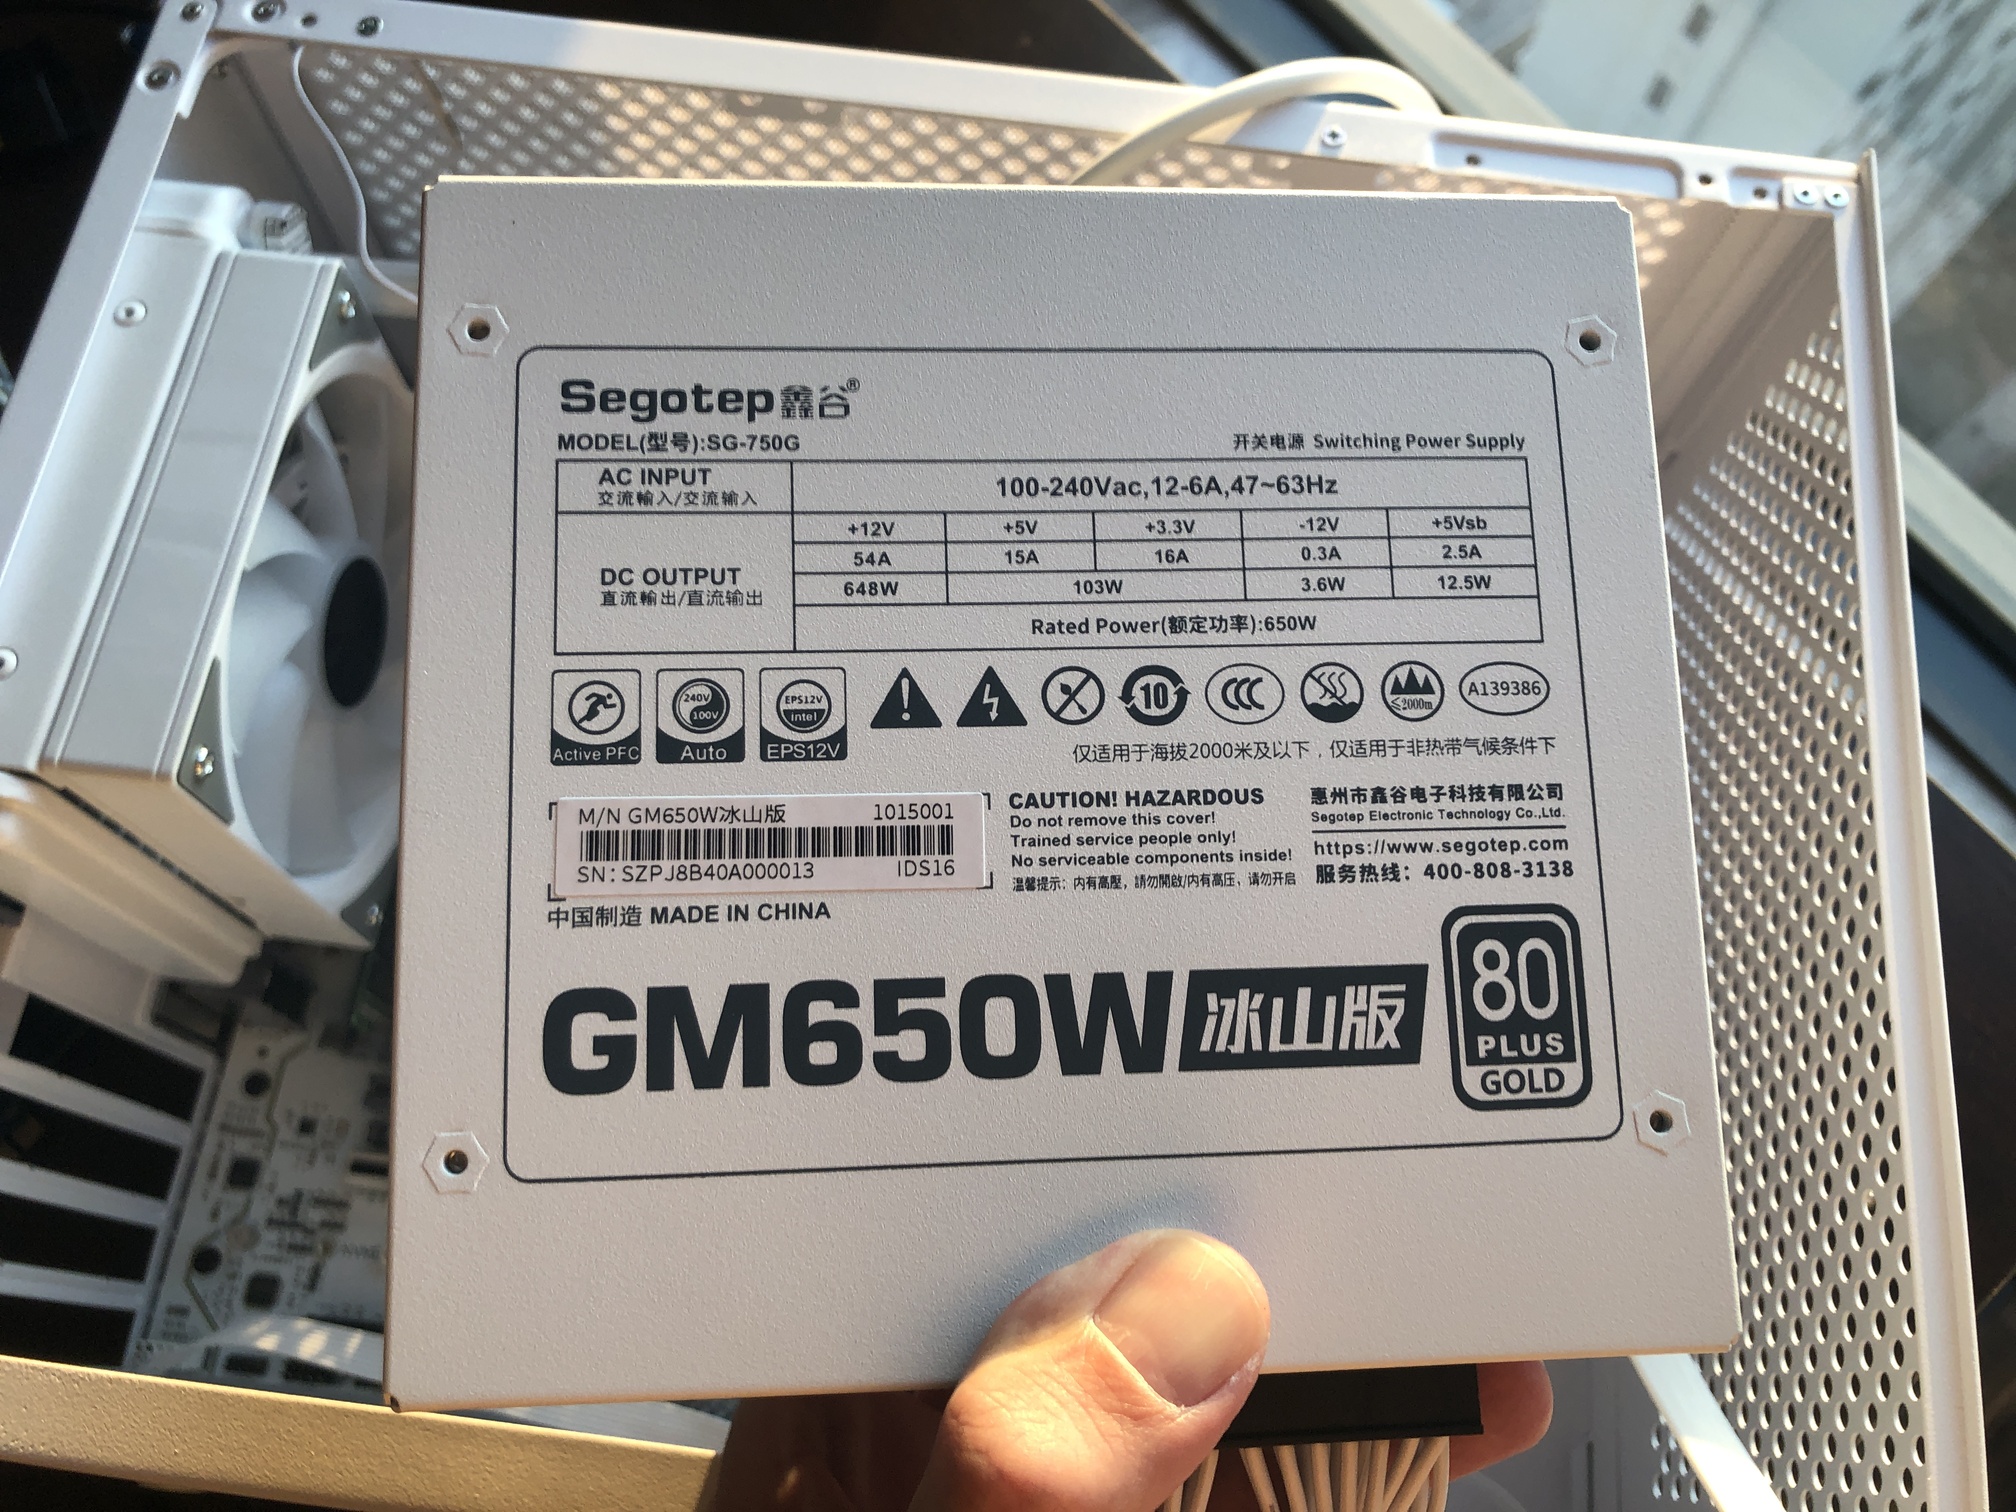 Segotep鑫谷®
MODEL(型号):SG-750G
开关电源 Switching Power Supply
AC INPUT
交流輸入/交流输入
100-240Vac,12-6A,47~63Hz
DC OUTPUT
直流輸出/直流输出
+12V +5V +3.3V -12V +5Vsb
54A 15A 16A 0.3A 2.5A
648W 103W 3.6W 12.5W
Rated Power(额定功率):650W
Active PFC
240V
100V
Auto
EPS12V
intel
EPS12V
10
CCC
≤2000m
A139386
仅适用于海拔2000米及以下，仅适用于非热带气候条件下
M/N GM650W冰山版 1015001
SN:SZPJ8B40A000013 IDS16
中国制造 MADE IN CHINA
CAUTION! HAZARDOUS
Do not remove this cover!
Trained service people only!
No serviceable components inside!
温馨提示：内有高壓，請勿開啟/内有高压，请勿开启
惠州市鑫谷电子科技有限公司
Segotep Electronic Technology Co.,Ltd.
https://www.segotep.com
服务热线：400-808-3138
GM650W 冰山版
80
PLUS
GOLD